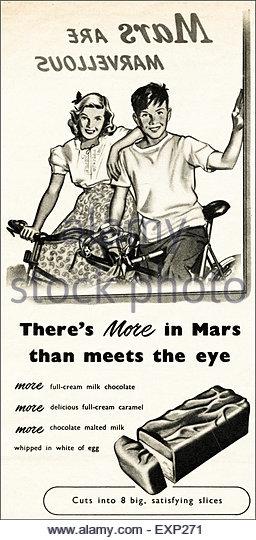 Mars ARE
MARVELLOUS
alamy
stock photo
There's More in Mars
than meets the eye
more full-cream milk chocolate
more delicious full-cream caramel
more chocolate malted milk
whipped in white of egg
Cuts into 8 big, satisfying slices
alamy.com - EXP271